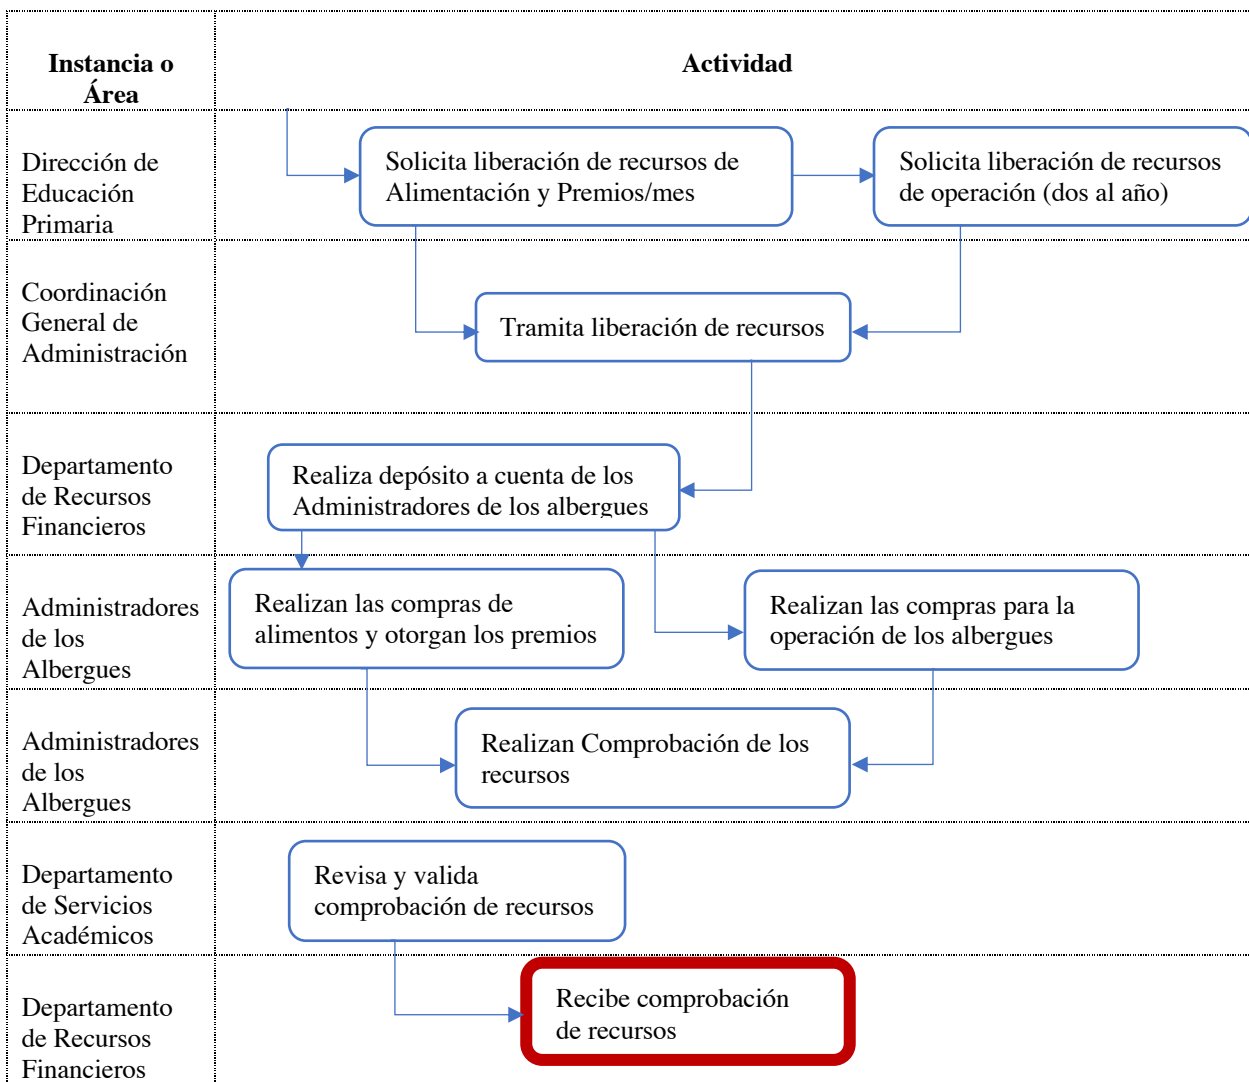 Instancia o
Área
Actividad
Dirección de
Educación
Primaria
Solicita liberación de recursos de
Alimentación y Premios/mes
Solicita liberación de recursos
de operación (dos al año)
Coordinación
General de
Administración
Tramita liberación de recursos
Departamento
de Recursos
Financieros
Realiza depósito a cuenta de los
Administradores de los albergues
Administradores
de los
Albergues
Realizan las compras de
alimentos y otorgan los premios
Realizan las compras para la
operación de los albergues
Administradores
de los
Albergues
Realizan Comprobación de los
recursos
Departamento
de Servicios
Académicos
Revisa y valida
comprobación de recursos
Departamento
de Recursos
Financieros
Recibe comprobación
de recursos